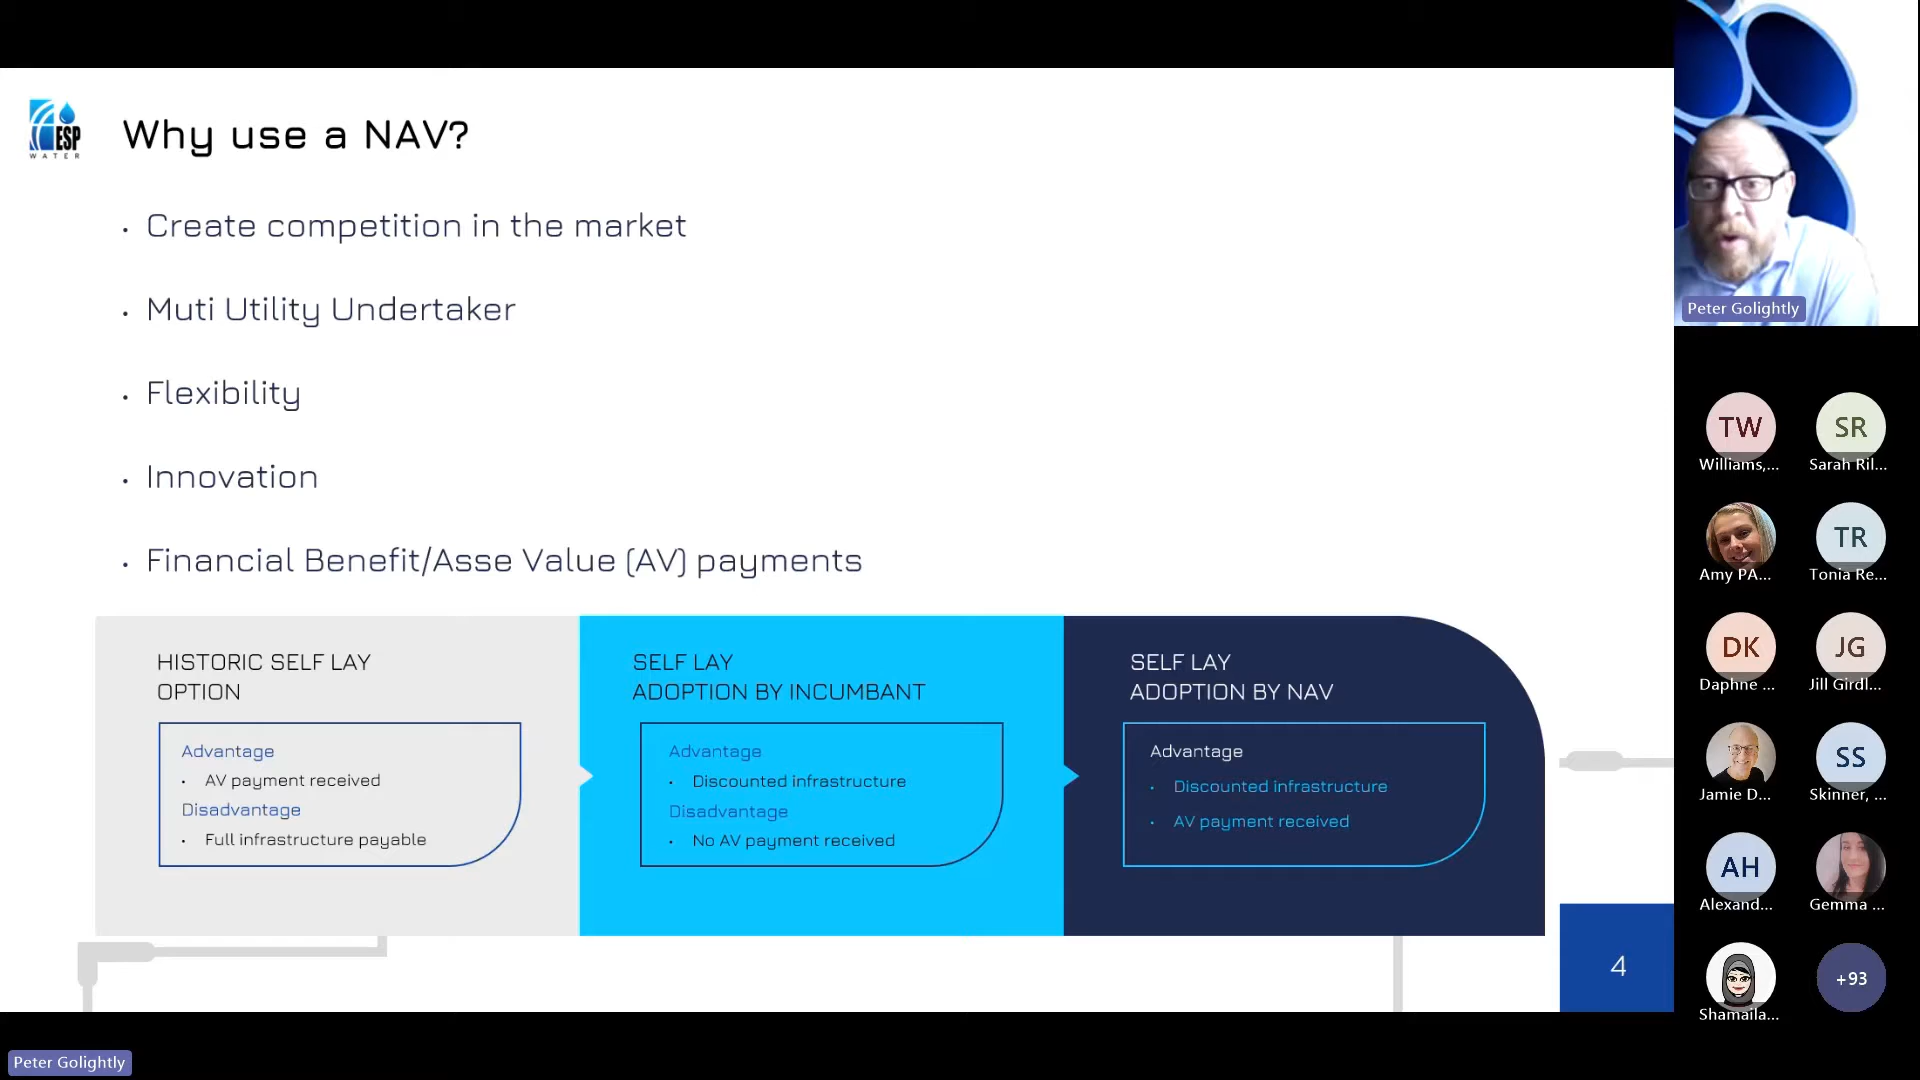 ESP
WATER
Why use a NAV?
• Create competition in the market
• Muti Utility Undertaker
• Flexibility
• Innovation
• Financial Benefit/Asse Value (AV) payments
HISTORIC SELF LAY
OPTION
Advantage
• AV payment received
Disadvantage
• Full infrastructure payable
SELF LAY
ADOPTION BY INCUMBANT
Advantage
• Discounted infrastructure
Disadvantage
• No AV payment received
SELF LAY
ADOPTION BY NAV
Advantage
• Discounted infrastructure
• AV payment received
4
Peter Golightly
TW
Williams,...
SR
Sarah Ril...
Amy PA...
TR
Tonia Re...
DK
Daphne ...
JG
Jill Girdl...
Jamie D...
SS
Skinner, ...
AH
Alexand...
Gemma ...
Shamaila...
+93
Peter Golightly